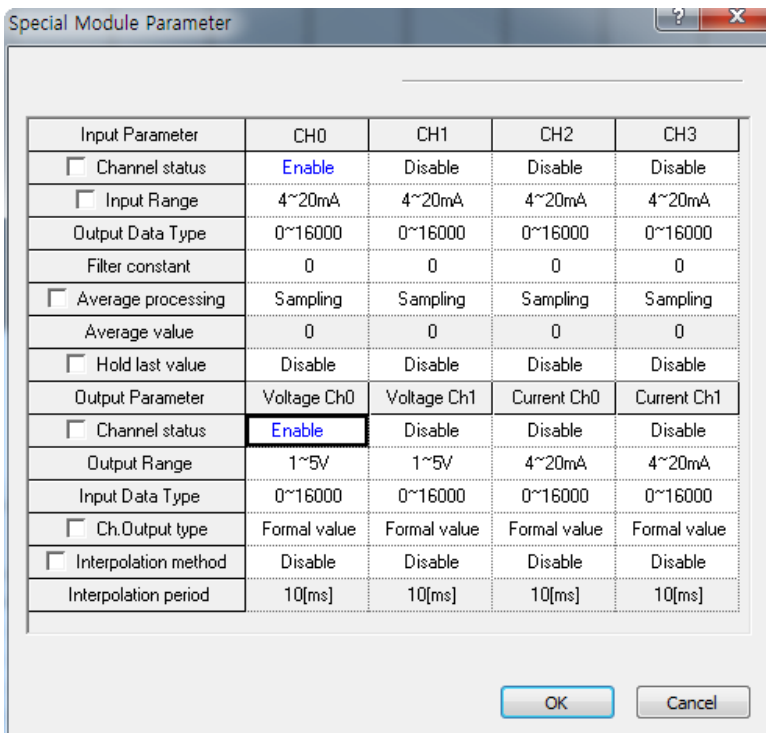 Special Module Parameter
? X
Input Parameter CH0 CH1 CH2 CH3
Channel status Enable Disable Disable Disable
Input Range 4~20mA 4~20mA 4~20mA 4~20mA
Output Data Type 0~16000 0~16000 0~16000 0~16000
Filter constant 0 0 0 0
Average processing Sampling Sampling Sampling Sampling
Average value 0 0 0 0
Hold last value Disable Disable Disable Disable
Output Parameter Voltage Ch0 Voltage Ch1 Current Ch0 Current Ch1
Channel status Enable Disable Disable Disable
Output Range 1~5V 1~5V 4~20mA 4~20mA
Input Data Type 0~16000 0~16000 0~16000 0~16000
Ch.Output type Formal value Formal value Formal value Formal value
Interpolation method Disable Disable Disable Disable
Interpolation period 10[ms] 10[ms] 10[ms] 10[ms]
OK Cancel